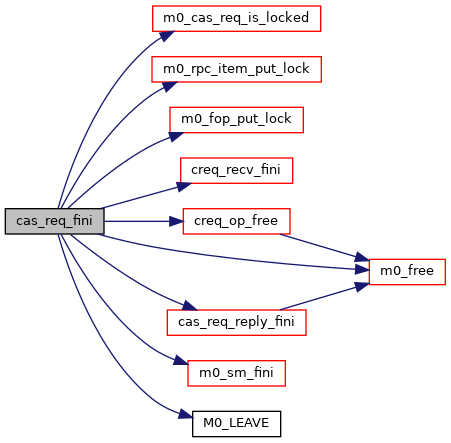 m0_cas_req_is_locked
m0_rpc_item_put_lock
m0_fop_put_lock
creq_recv_fini
cas_req_fini
creq_op_free
m0_free
cas_req_reply_fini
m0_sm_fini
M0_LEAVE